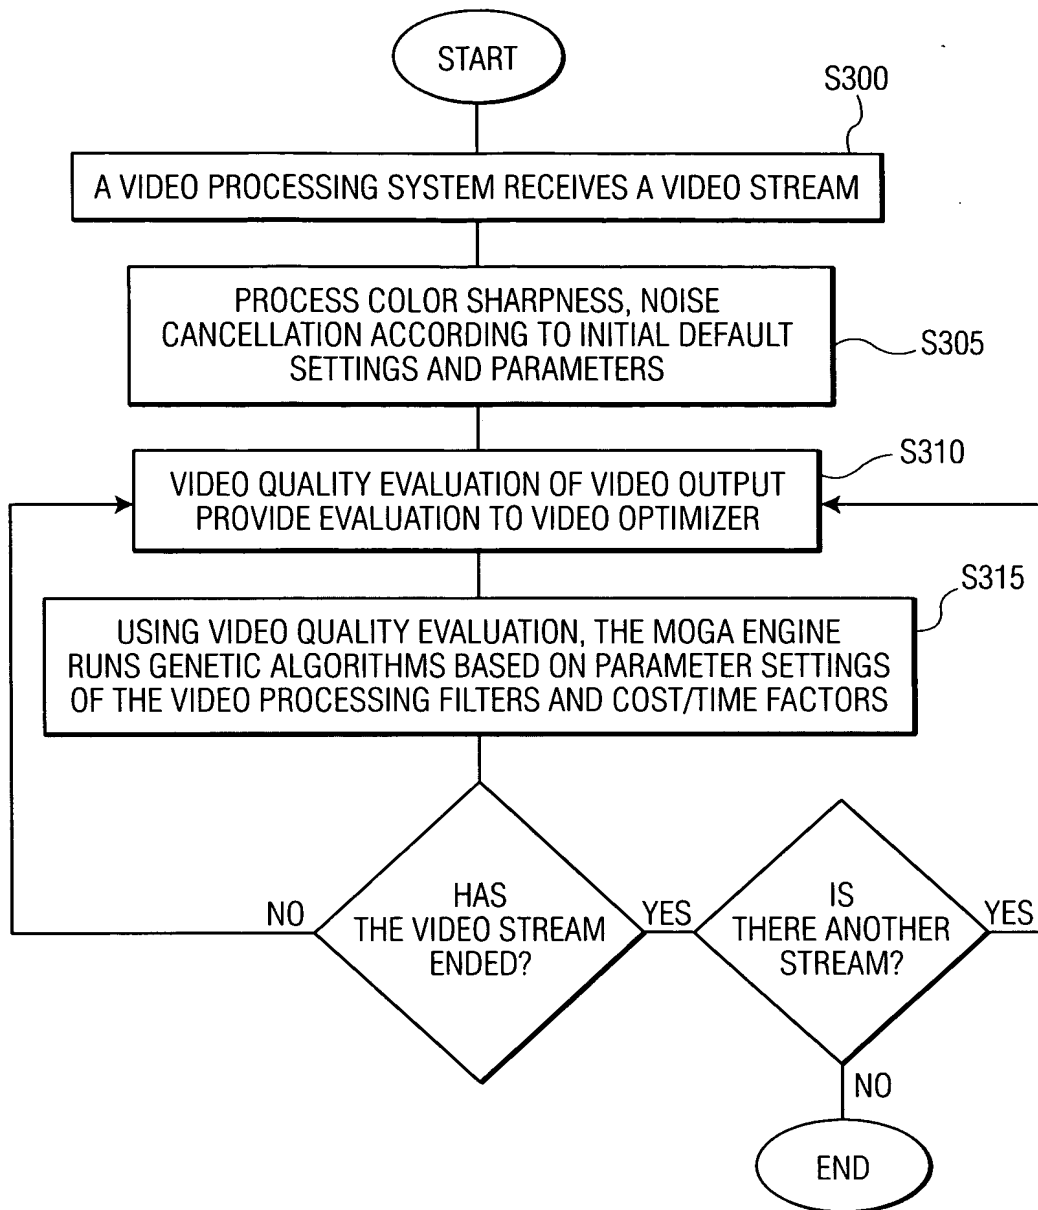 START
S300
A VIDEO PROCESSING SYSTEM RECEIVES A VIDEO STREAM
PROCESS COLOR SHARPNESS, NOISE
CANCELLATION ACCORDING TO INITIAL DEFAULT
SETTINGS AND PARAMETERS
S305
S310
VIDEO QUALITY EVALUATION OF VIDEO OUTPUT
PROVIDE EVALUATION TO VIDEO OPTIMIZER
S315
USING VIDEO QUALITY EVALUATION, THE MOGA ENGINE
RUNS GENETIC ALGORITHMS BASED ON PARAMETER SETTINGS
OF THE VIDEO PROCESSING FILTERS AND COST/TIME FACTORS
NO
HAS
THE VIDEO STREAM
ENDED?
YES
IS
THERE ANOTHER
STREAM?
YES
NO
END